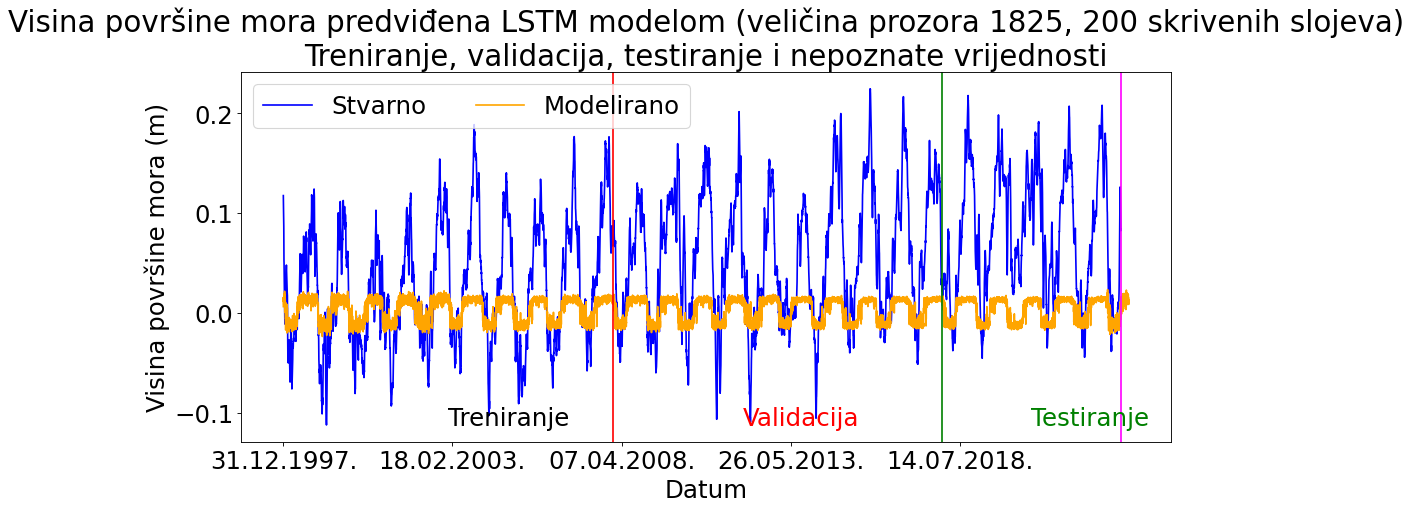 Visina površine mora predviđena LSTM modelom (veličina prozora 1825, 200 skrivenih slojeva)
Treniranje, validacija, testiranje i nepoznate vrijednosti
Stvarno Modelirano
Visina površine mora (m)
0.2
0.1
0.0
−0.1
Treniranje Validacija Testiranje
31.12.1997. 18.02.2003. 07.04.2008. 26.05.2013. 14.07.2018.
Datum